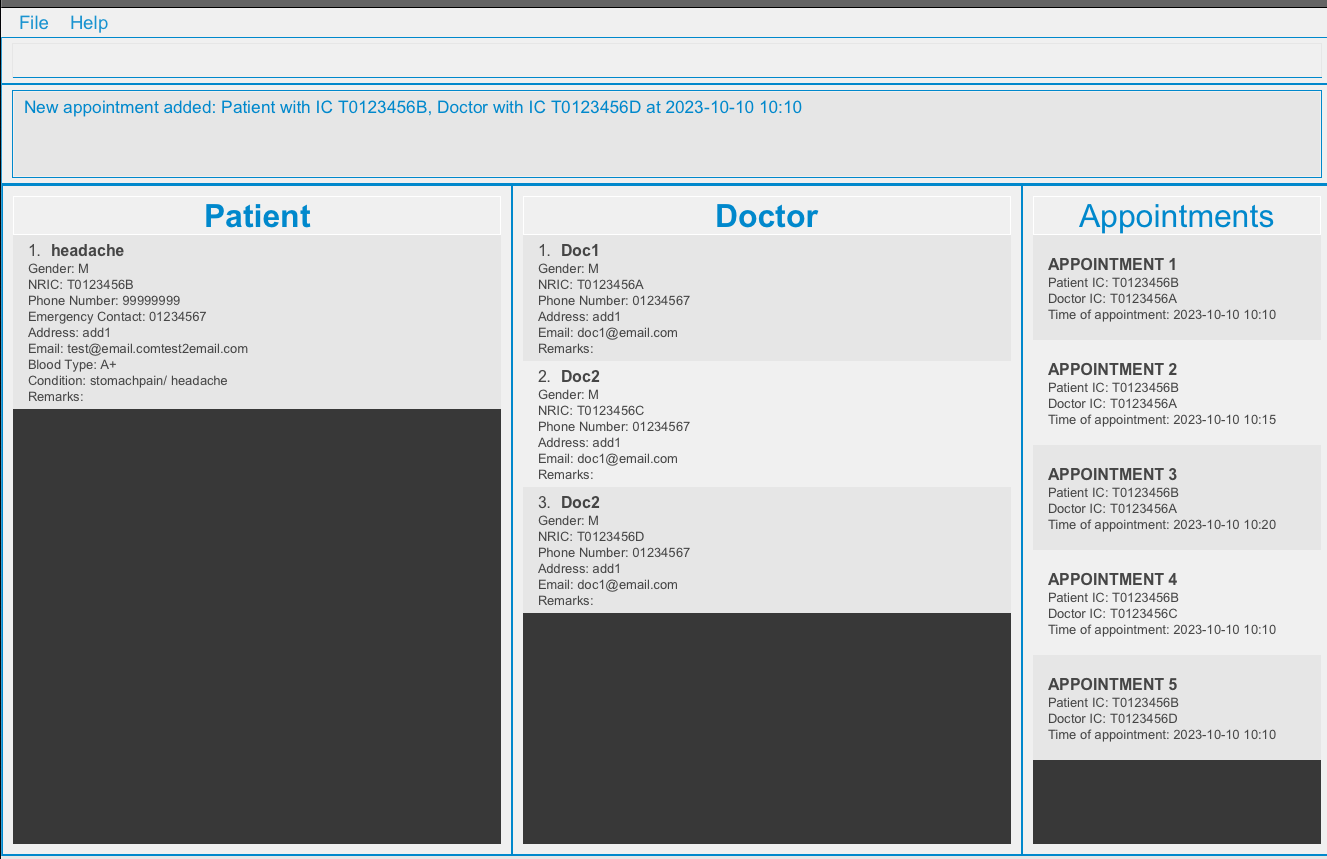 File Help
New appointment added: Patient with IC T0123456B, Doctor with IC T0123456D at 2023-10-10 10:10
Patient
1. headache
Gender: M
NRIC: T0123456B
Phone Number: 99999999
Emergency Contact: 01234567
Address: add1
Email: test@email.comtest2email.com
Blood Type: A+
Condition: stomachpain/ headache
Remarks:
Doctor
1. Doc1
Gender: M
NRIC: T0123456A
Phone Number: 01234567
Address: add1
Email: doc1@email.com
Remarks:
2. Doc2
Gender: M
NRIC: T0123456C
Phone Number: 01234567
Address: add1
Email: doc1@email.com
Remarks:
3. Doc2
Gender: M
NRIC: T0123456D
Phone Number: 01234567
Address: add1
Email: doc1@email.com
Remarks:
Appointments
APPOINTMENT 1
Patient IC: T0123456B
Doctor IC: T0123456A
Time of appointment: 2023-10-10 10:10
APPOINTMENT 2
Patient IC: T0123456B
Doctor IC: T0123456A
Time of appointment: 2023-10-10 10:15
APPOINTMENT 3
Patient IC: T0123456B
Doctor IC: T0123456A
Time of appointment: 2023-10-10 10:20
APPOINTMENT 4
Patient IC: T0123456B
Doctor IC: T0123456C
Time of appointment: 2023-10-10 10:10
APPOINTMENT 5
Patient IC: T0123456B
Doctor IC: T0123456D
Time of appointment: 2023-10-10 10:10